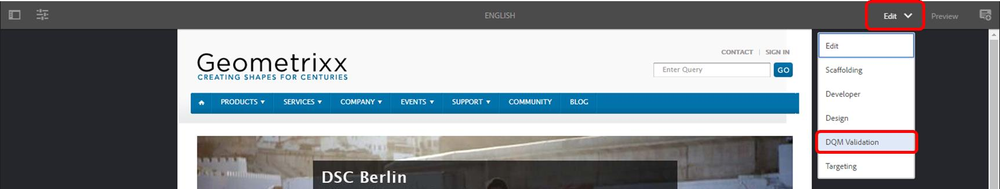 ENGLISH Edit Preview
Edit
CONTACT | SIGN IN
Geometrixx
CREATING SHAPES FOR CENTURIES
Enter Query GO
Scaffolding
Developer
PRODUCTS SERVICES COMPANY EVENTS SUPPORT COMMUNITY BLOG
Design
DQM Validation
Targeting
DSC Berlin